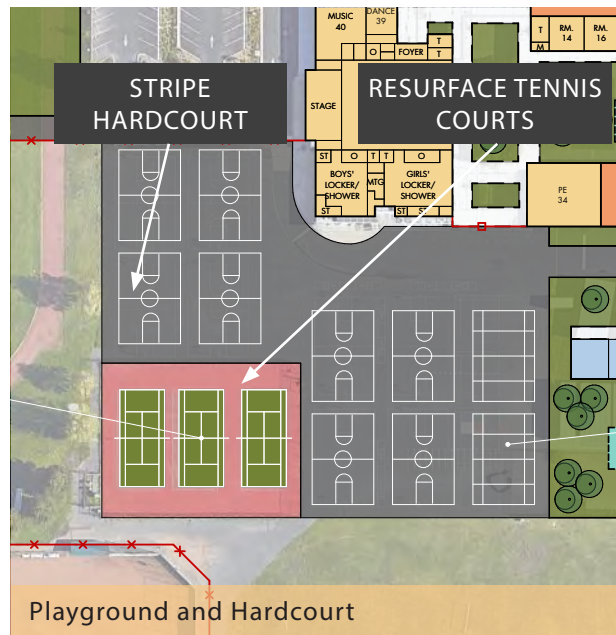 MUSIC
40
DANCE
39
O
FOYER
T
T
T
M
RM.
14
RM.
16
STRIPE
HARDCOURT
RESURFACE TENNIS
COURTS
STAGE
ST
O
T
T
O
BOYS'
LOCKER/
SHOWER
MTG
GIRLS'
LOCKER/
SHOWER
ST
ST
ST
PE
34
Playground and Hardcourt